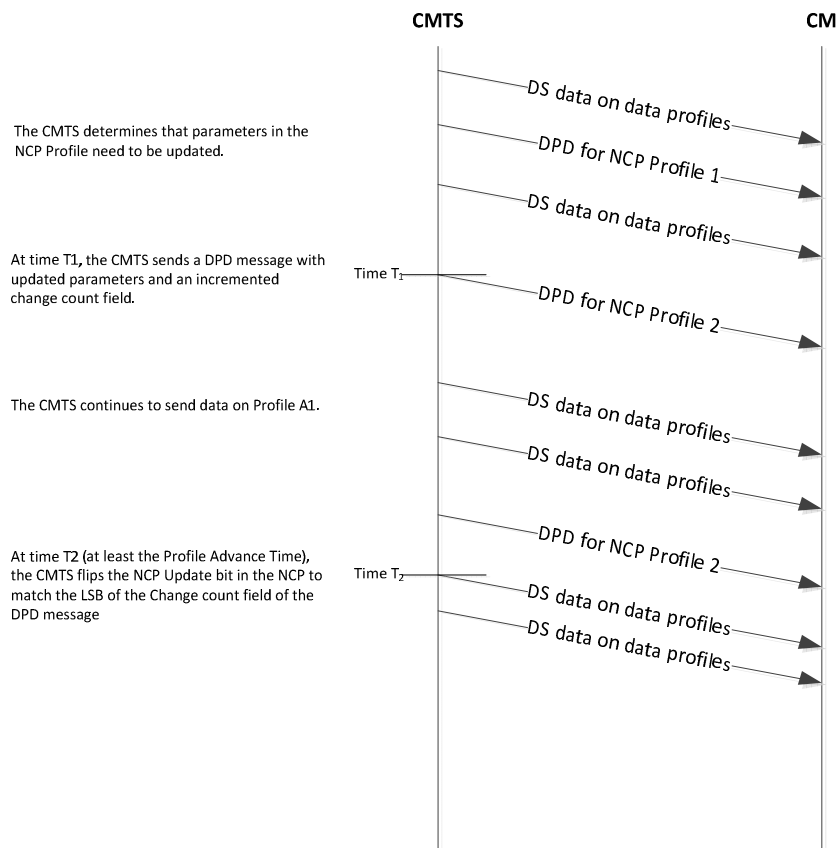 CMTS
CM
DS data on data profiles
The CMTS determines that parameters in the
NCP Profile need to be updated.
DPD for NCP Profile 1
DS data on data profiles
At time T1, the CMTS sends a DPD message with
updated parameters and an incremented
change count field.
Time T1
DPD for NCP Profile 2
The CMTS continues to send data on Profile A1.
DS data on data profiles
DS data on data profiles
DPD for NCP Profile 2
At time T2 (at least the Profile Advance Time),
the CMTS flips the NCP Update bit in the NCP to
match the LSB of the Change count field of the
DPD message
Time T2
DS data on data profiles
DS data on data profiles